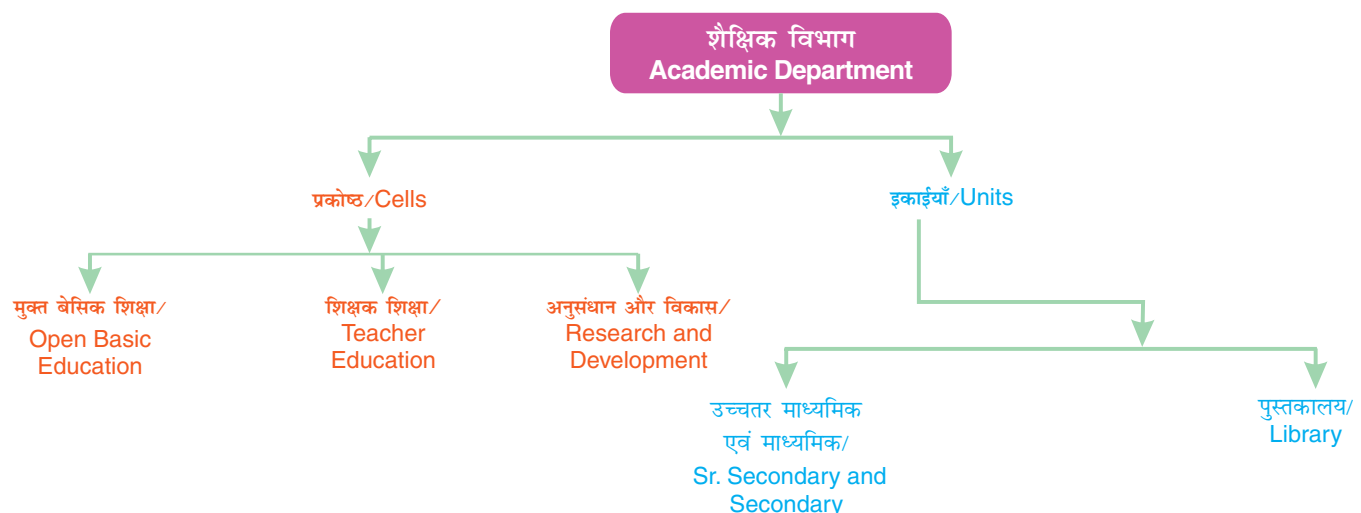 शैक्षिक विभाग
Academic Department
प्रकोष्ठ/Cells
इकाईयाँ/Units
मुक्त बेसिक शिक्षा/
Open Basic
Education
शिक्षक शिक्षा/
Teacher
Education
अनुसंधान और विकास/
Research and
Development
उच्चतर माध्यमिक
एवं माध्यमिक/
Sr. Secondary and
Secondary
पुस्तकालय/
Library